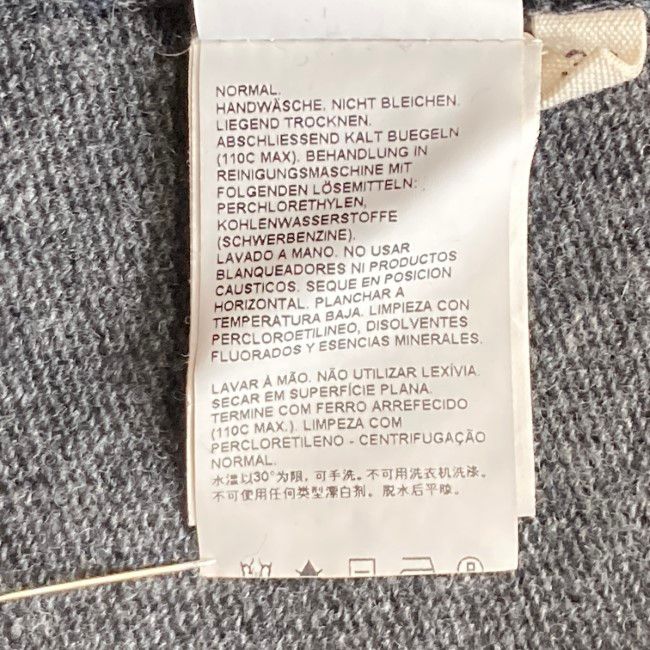 NORMAL.
HANDWÄSCHE, NICHT BLEICHEN.
LIEGEND TROCKNEN.
ABSCHLIESSEND KALT BUEGELN
(110C MAX). BEHANDLUNG IN
REINIGUNGSMASCHINE MIT
FOLGENDEN LÖSEMITTELN:
PERCHLORETHYLEN,
KOHLENWASSERSTOFFE
(SCHWERBENZINE).
LAVADO A MANO. NO USAR
BLANQUEADORES NI PRODUCTOS
CAUSTICOS. SEQUE EN POSICION
HORIZONTAL. PLANCHAR A
TEMPERATURA BAJA. LIMPIEZA CON
PERCLOROETILINEO, DISOLVENTES
FLUORADOS Y ESENCIAS MINERALES.
LAVAR À MÃO. NÃO UTILIZAR LEXÍVIA.
SECAR EM SUPERFÍCIE PLANA.
TERMINE COM FERRO ARREFECIDO
(110C MAX.). LIMPEZA COM
PERCLORETILENO - CENTRIFUGAÇÃO
NORMAL.
水温以30°为限, 可手洗。不可用洗衣机洗涤。
不可使用任何类型漂白剂。脱水后平晾。